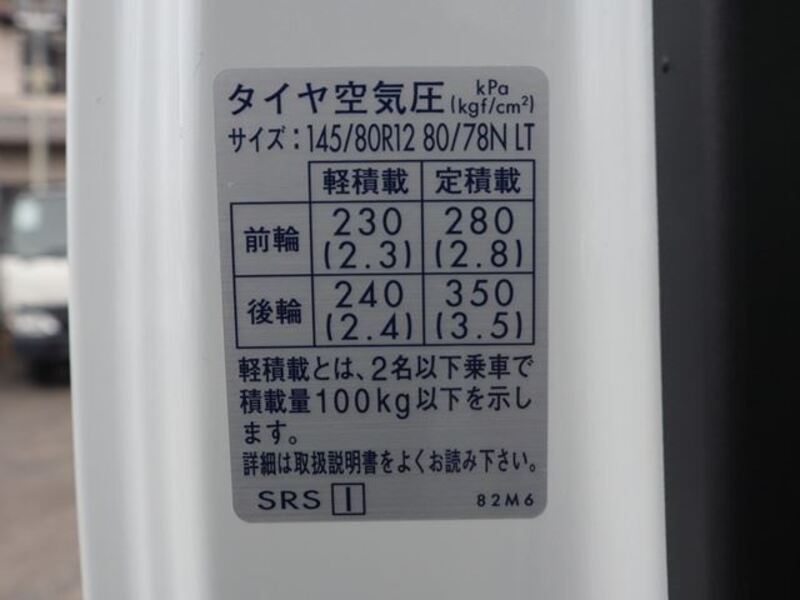 タイヤ空気圧 kPa (kgf/cm²)
サイズ：145/80R12 80/78N LT
軽積載 定積載
前輪 230 (2.3) 280 (2.8)
後輪 240 (2.4) 350 (3.5)
軽積載とは、2名以下乗車で
積載量100kg以下を示し
ます。
詳細は取扱説明書をよくお読み下さい。
SRS I 82M6